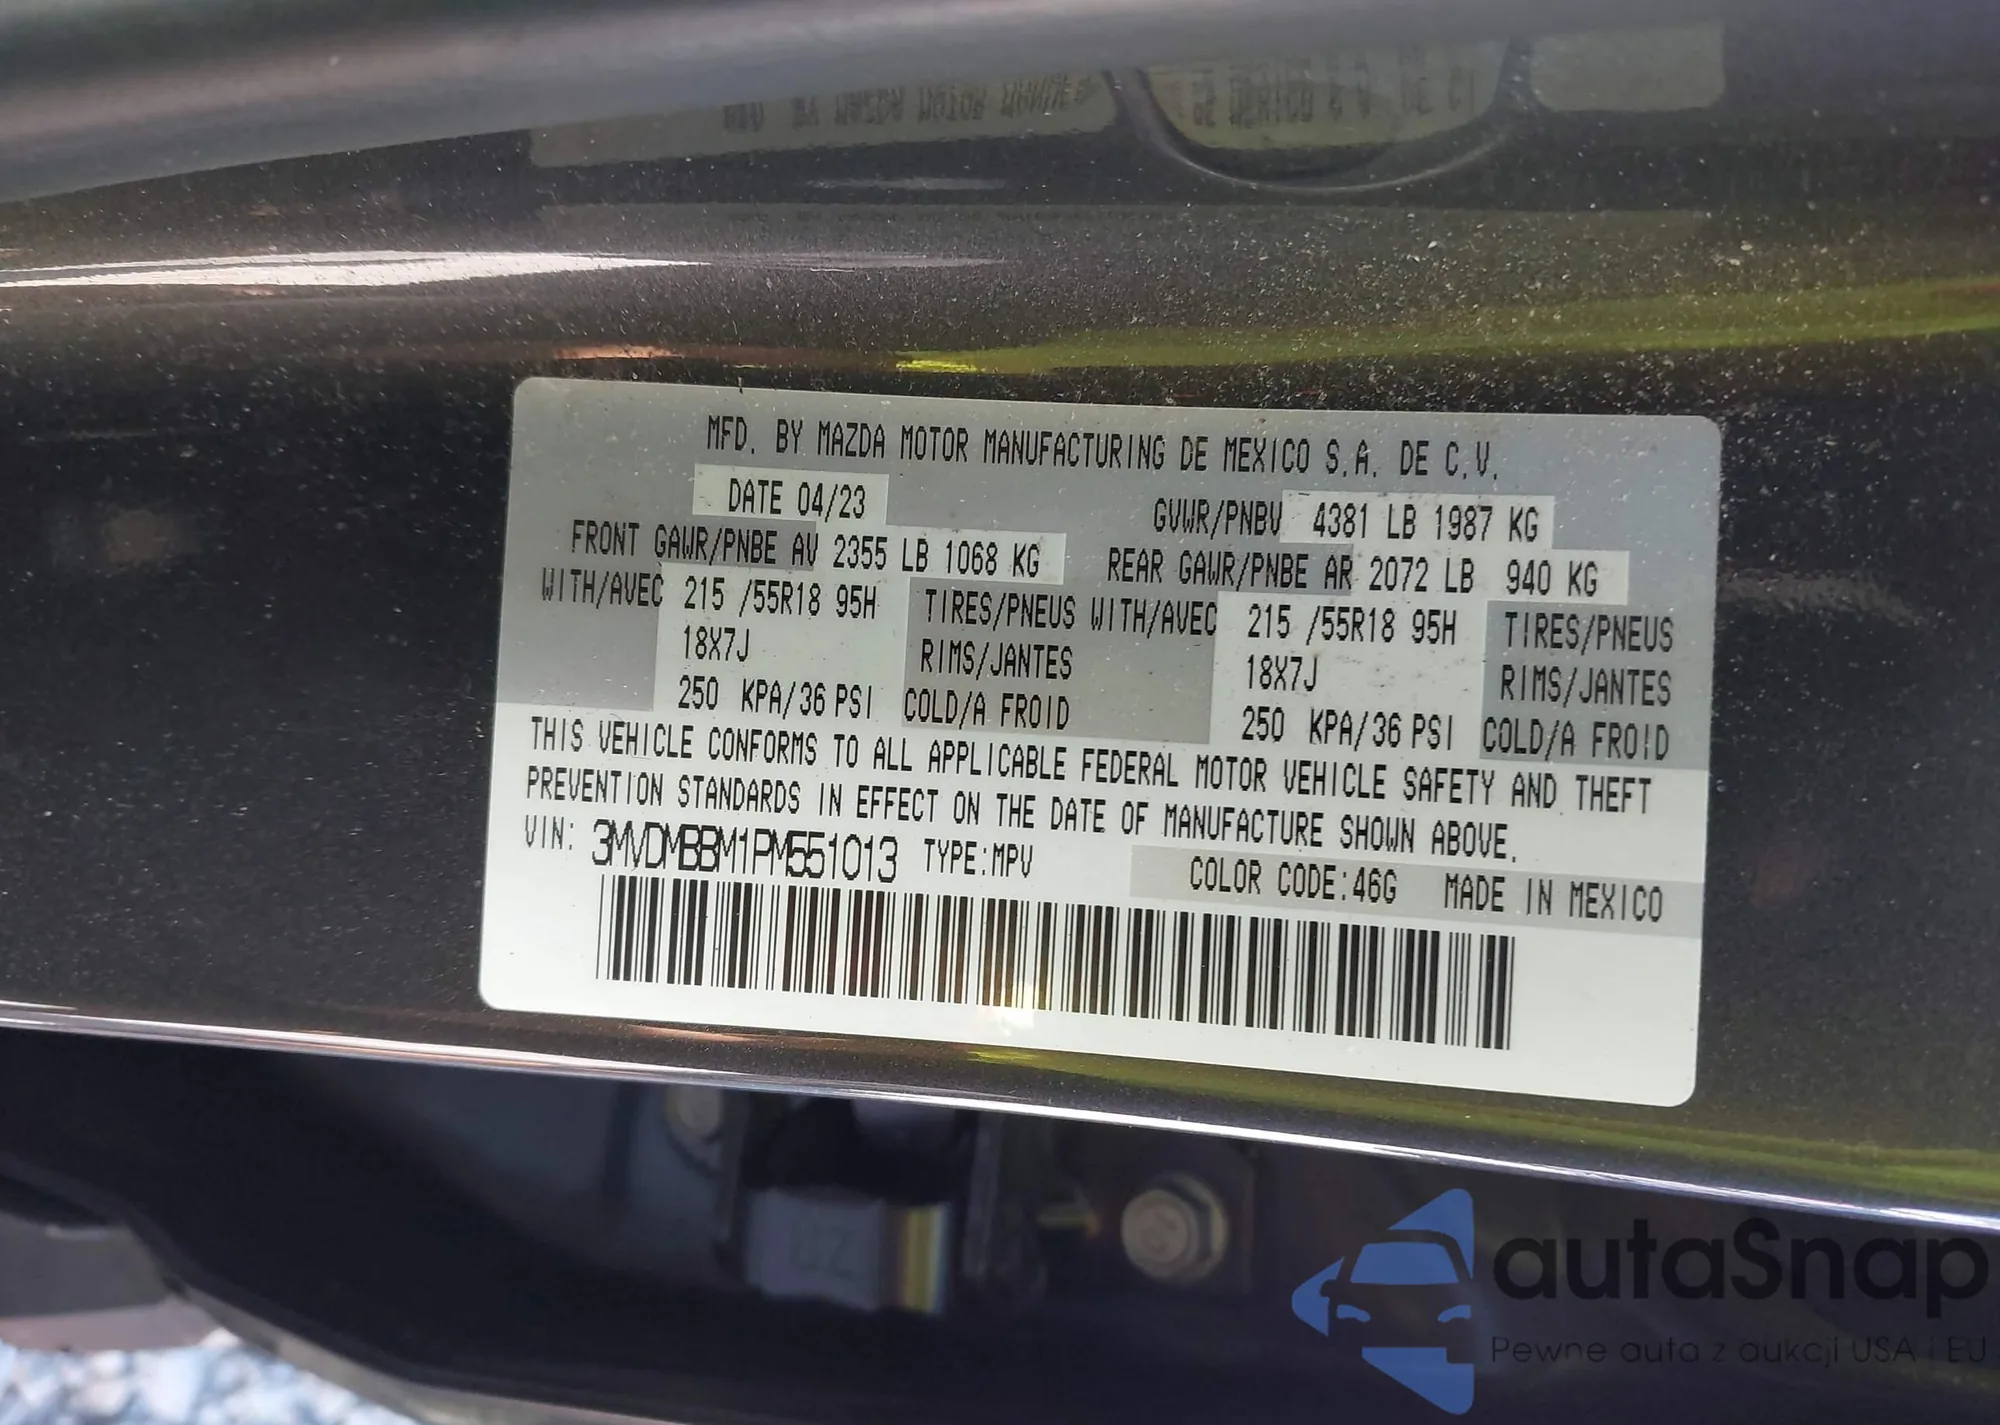 MFD. BY MAZDA MOTOR MANUFACTURING DE MEXICO S.A. DE C.V.
DATE 04/23 GVWR/PNBV 4381 LB 1987 KG
FRONT GAWR/PNBE AV 2355 LB 1068 KG REAR GAWR/PNBE AR 2072 LB 940 KG
WITH/AVEC 215 /55R18 95H TIRES/PNEUS WITH/AVEC 215 /55R18 95H TIRES/PNEUS
18X7J RIMS/JANTES 18X7J RIMS/JANTES
250 KPA/36 PSI COLD/A FROID 250 KPA/36 PSI COLD/A FROID
THIS VEHICLE CONFORMS TO ALL APPLICABLE FEDERAL MOTOR VEHICLE SAFETY AND THEFT
PREVENTION STANDARDS IN EFFECT ON THE DATE OF MANUFACTURE SHOWN ABOVE.
VIN: 3MVDMBBM1PM551013 TYPE:MPV COLOR CODE:46G MADE IN MEXICO
autaSnap
Pewne auta z aukcji USA i EU